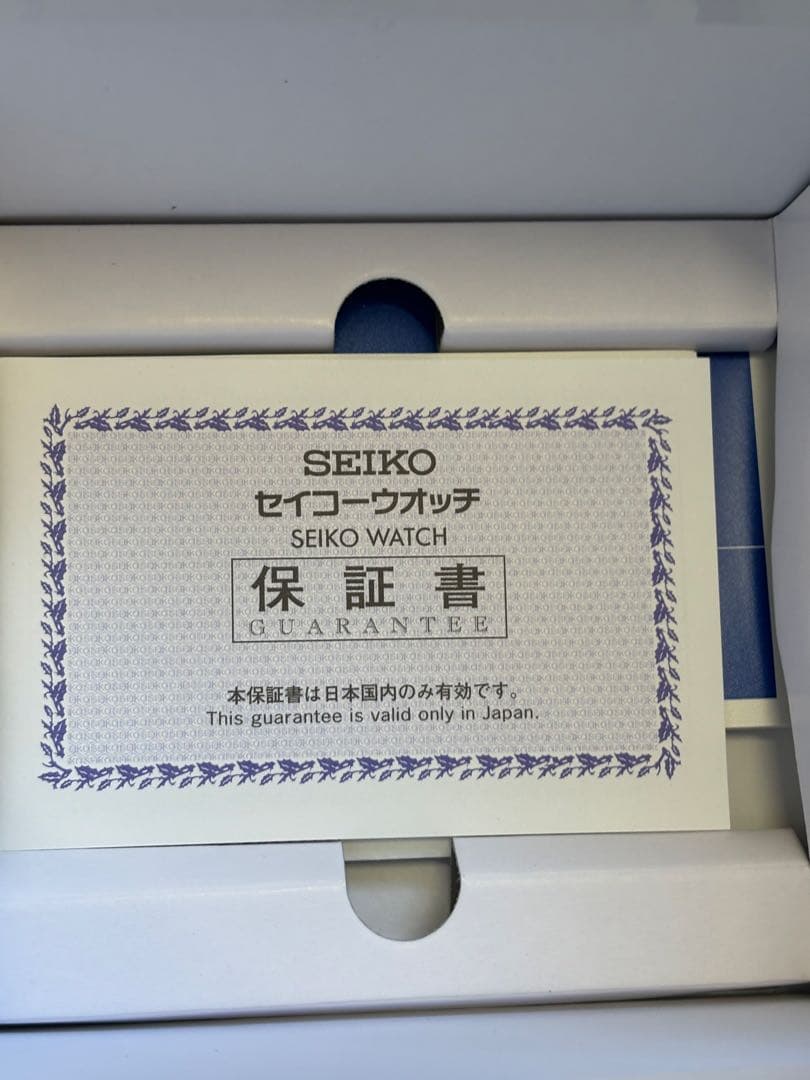 SEIKO
セイコーウオッチ
SEIKO WATCH
保証書
GUARANTEE
本保証書は日本国内のみ有効です。
This guarantee is valid only in Japan.